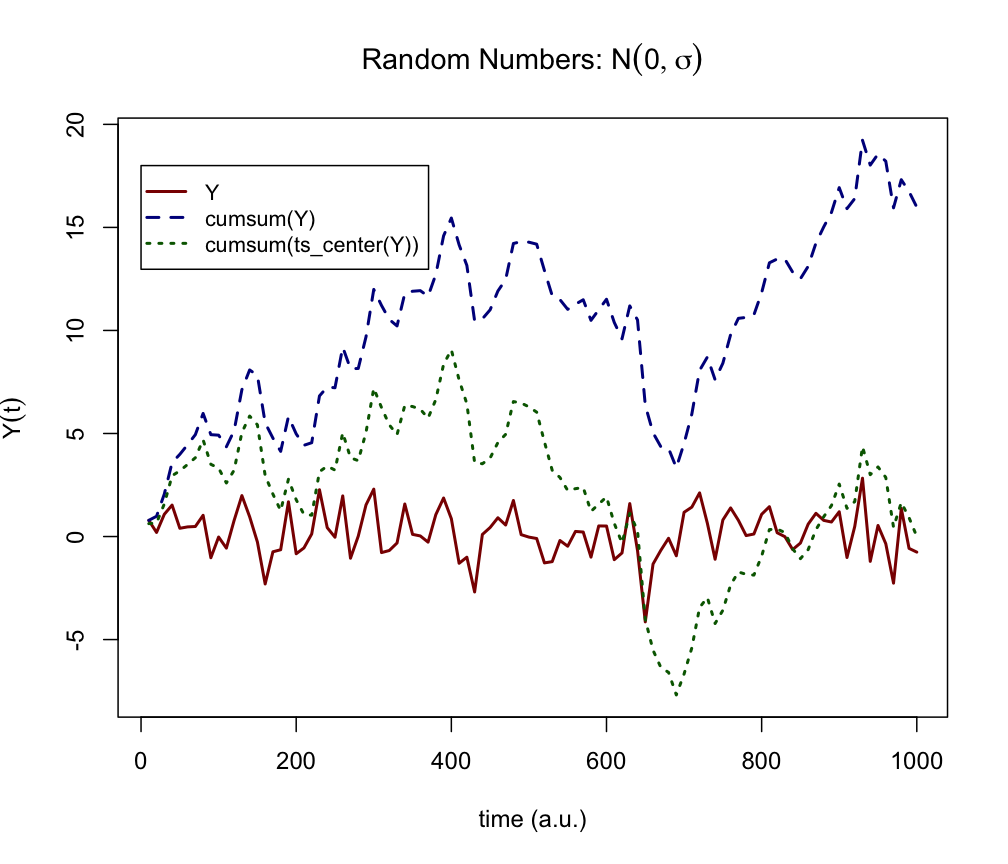 Random Numbers: N(0, σ)
Y(t)
20
15
10
5
0
-5
Y
cumsum(Y)
cumsum(ts_center(Y))
0 200 400 600 800 1000
time (a.u.)